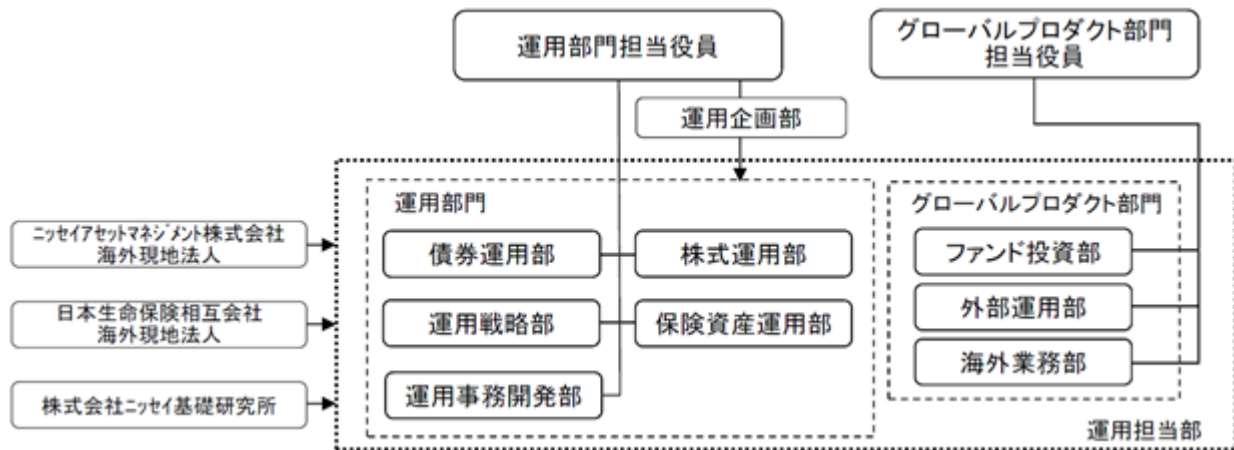 運用部門担当役員
グローバルプロダクト部門
担当役員
運用企画部
運用部門
グローバルプロダクト部門
ニッセイアセットマネジメント株式会社
海外現地法人
債券運用部
株式運用部
ファンド投資部
日本生命保険相互会社
海外現地法人
運用戦略部
保険資産運用部
外部運用部
海外業務部
株式会社ニッセイ基礎研究所
運用事務開発部
運用担当部